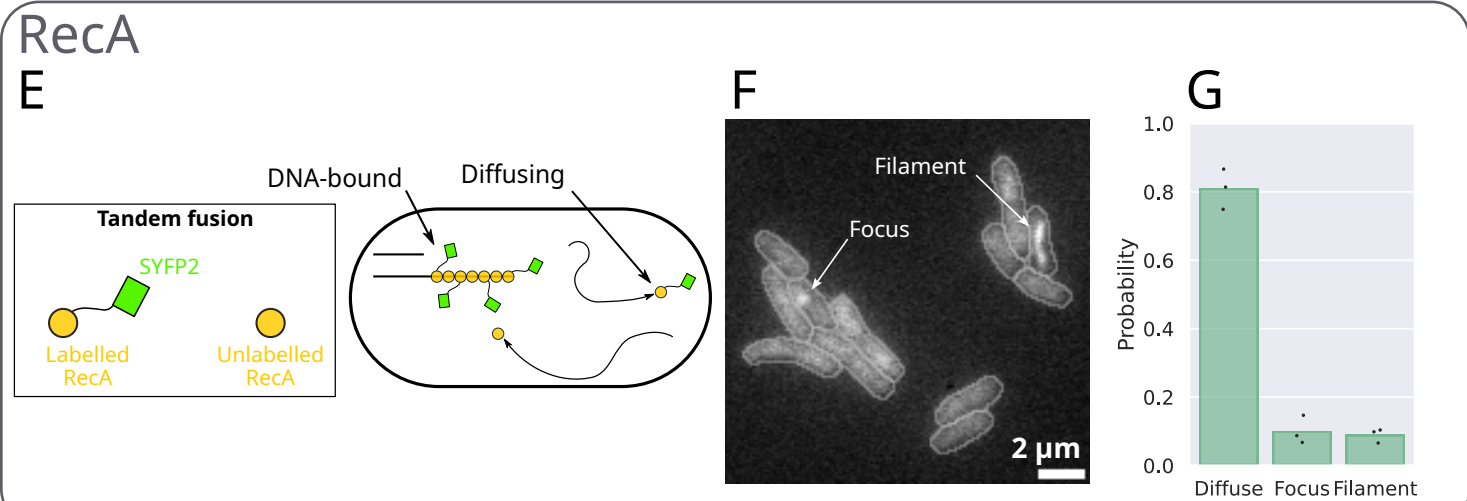 RecA
E
DNA-bound
Diffusing
Tandem fusion
SYFP2
Labelled
RecA
Unlabelled
RecA
F
Filament
Focus
2 µm
G
1.0
0.8
0.6
0.4
0.2
0.0
Probability
Diffuse
Focus
Filament